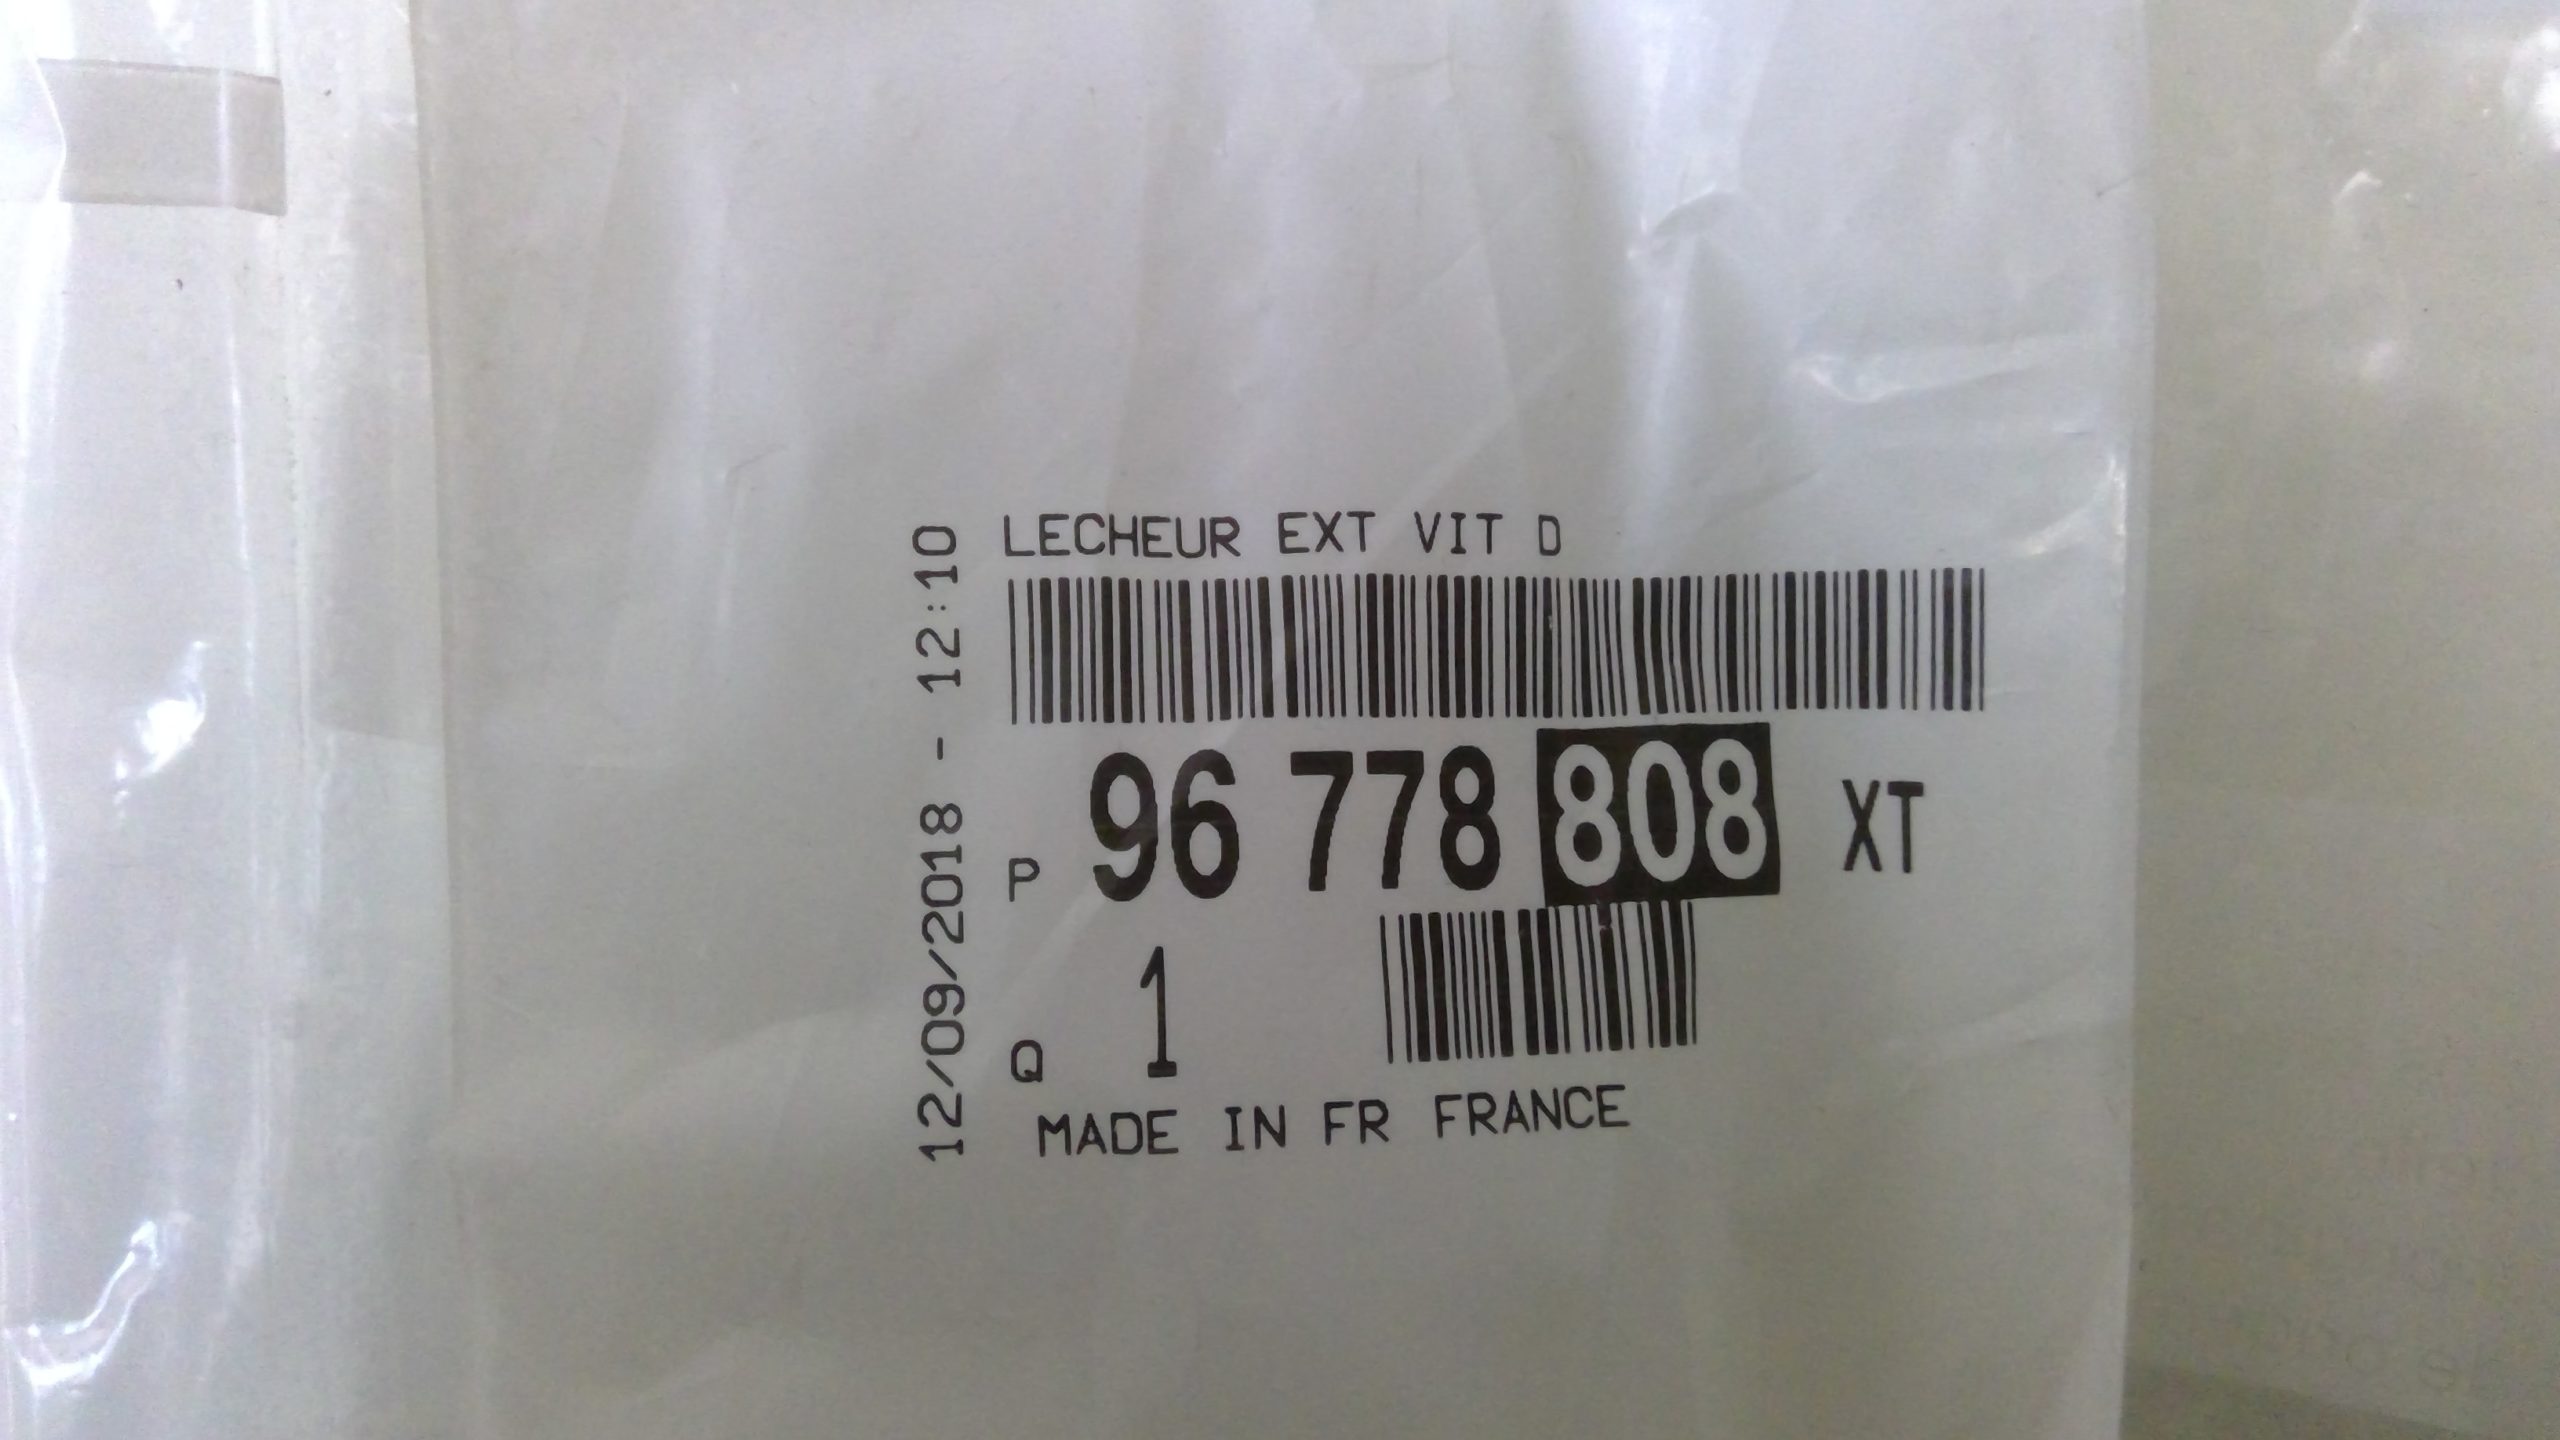 LECHEUR EXT VIT D
P 96 778 808 XT
Q 1
MADE IN FR FRANCE
12/09/2018 - 12:10